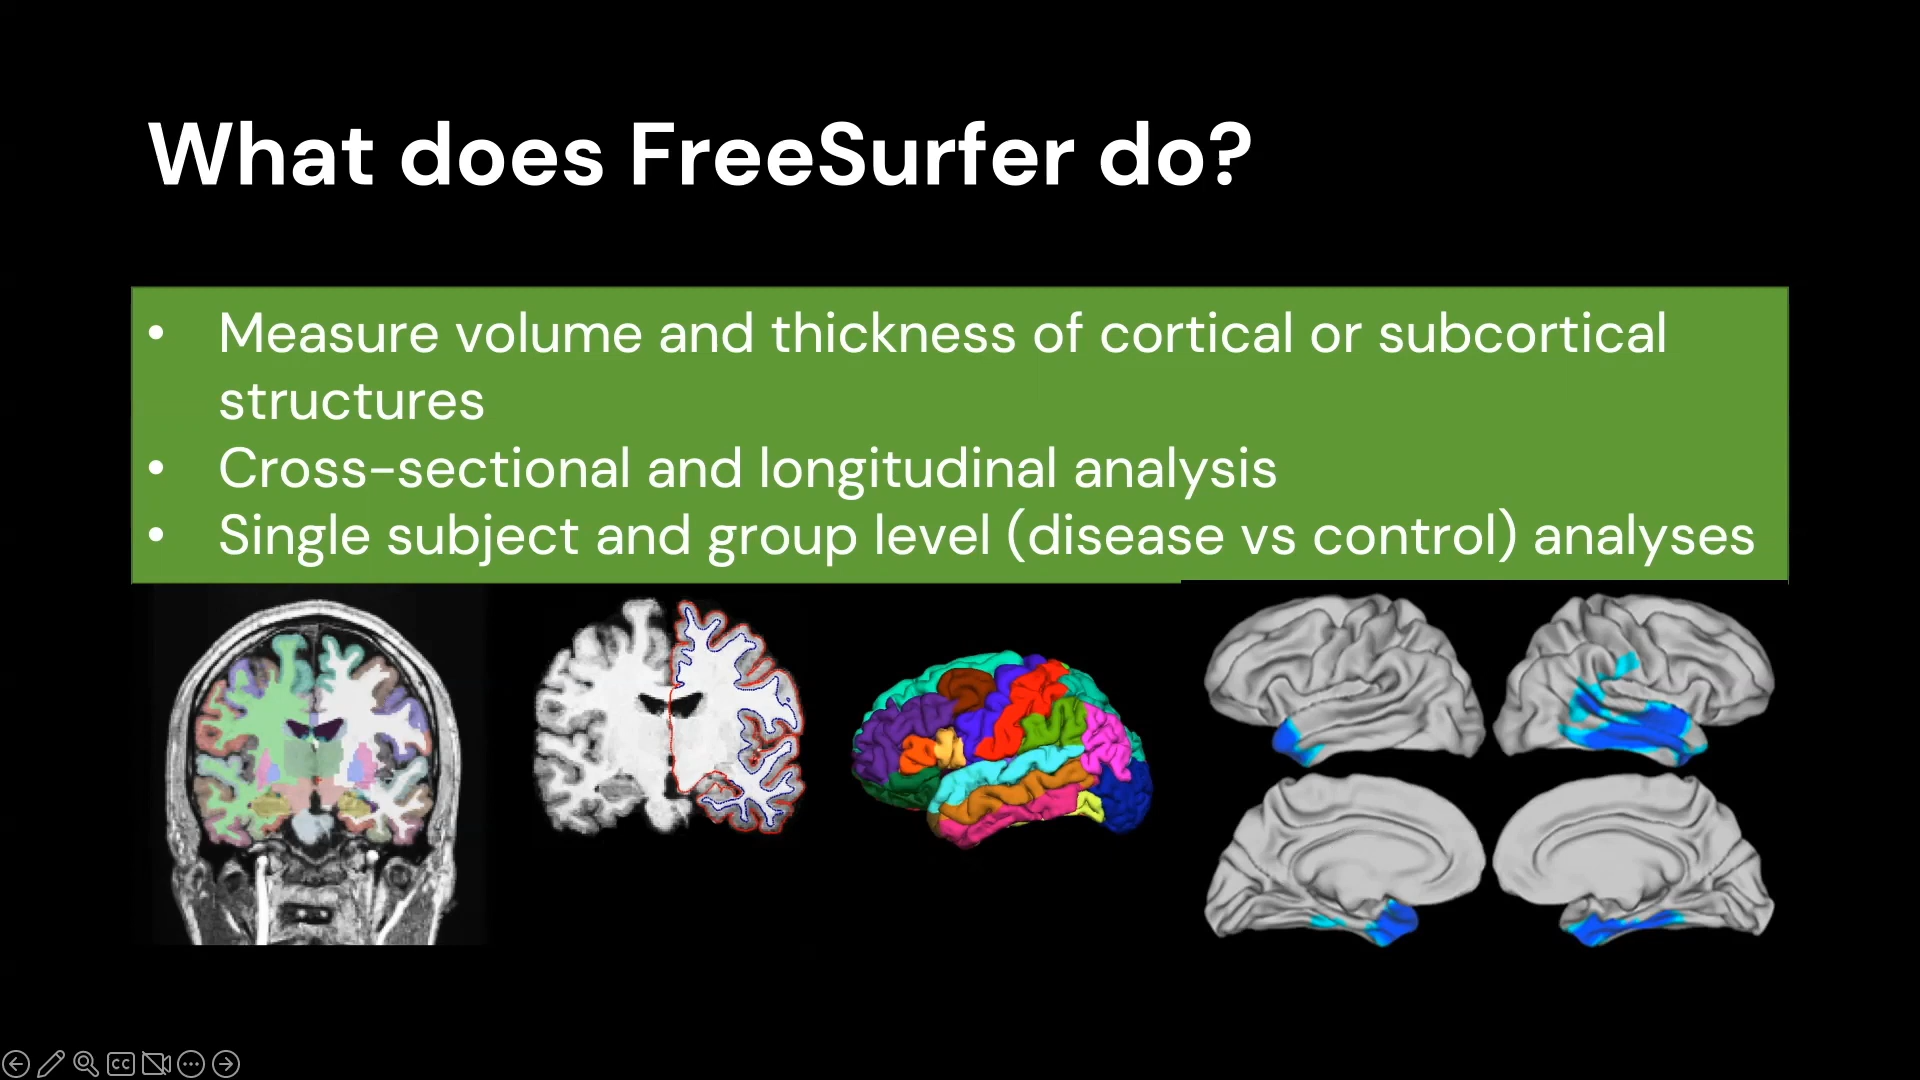 What does FreeSurfer do?
• Measure volume and thickness of cortical or subcortical
structures
• Cross-sectional and longitudinal analysis
• Single subject and group level (disease vs control) analyses
CC